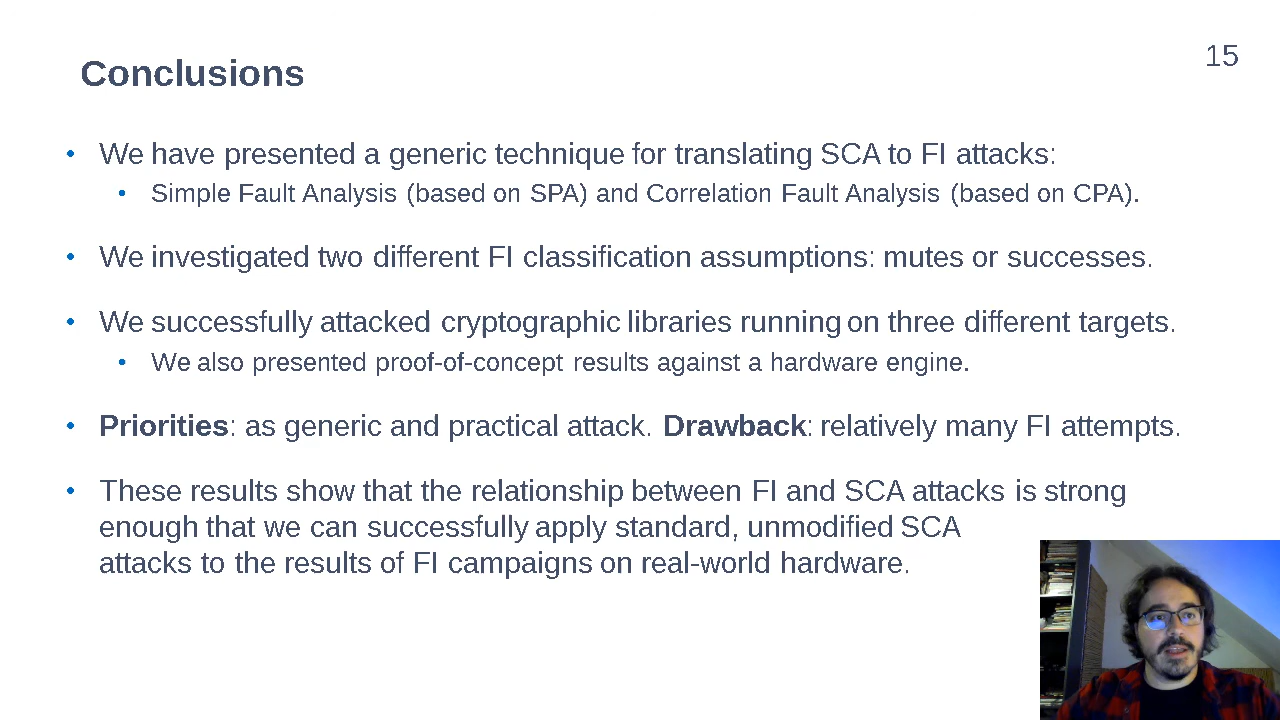 15
Conclusions
• We have presented a generic technique for translating SCA to FI attacks:
• Simple Fault Analysis (based on SPA) and Correlation Fault Analysis (based on CPA).
• We investigated two different FI classification assumptions: mutes or successes.
• We successfully attacked cryptographic libraries running on three different targets.
• We also presented proof-of-concept results against a hardware engine.
• Priorities: as generic and practical attack. Drawback: relatively many FI attempts.
• These results show that the relationship between FI and SCA attacks is strong
enough that we can successfully apply standard, unmodified SCA
attacks to the results of FI campaigns on real-world hardware.